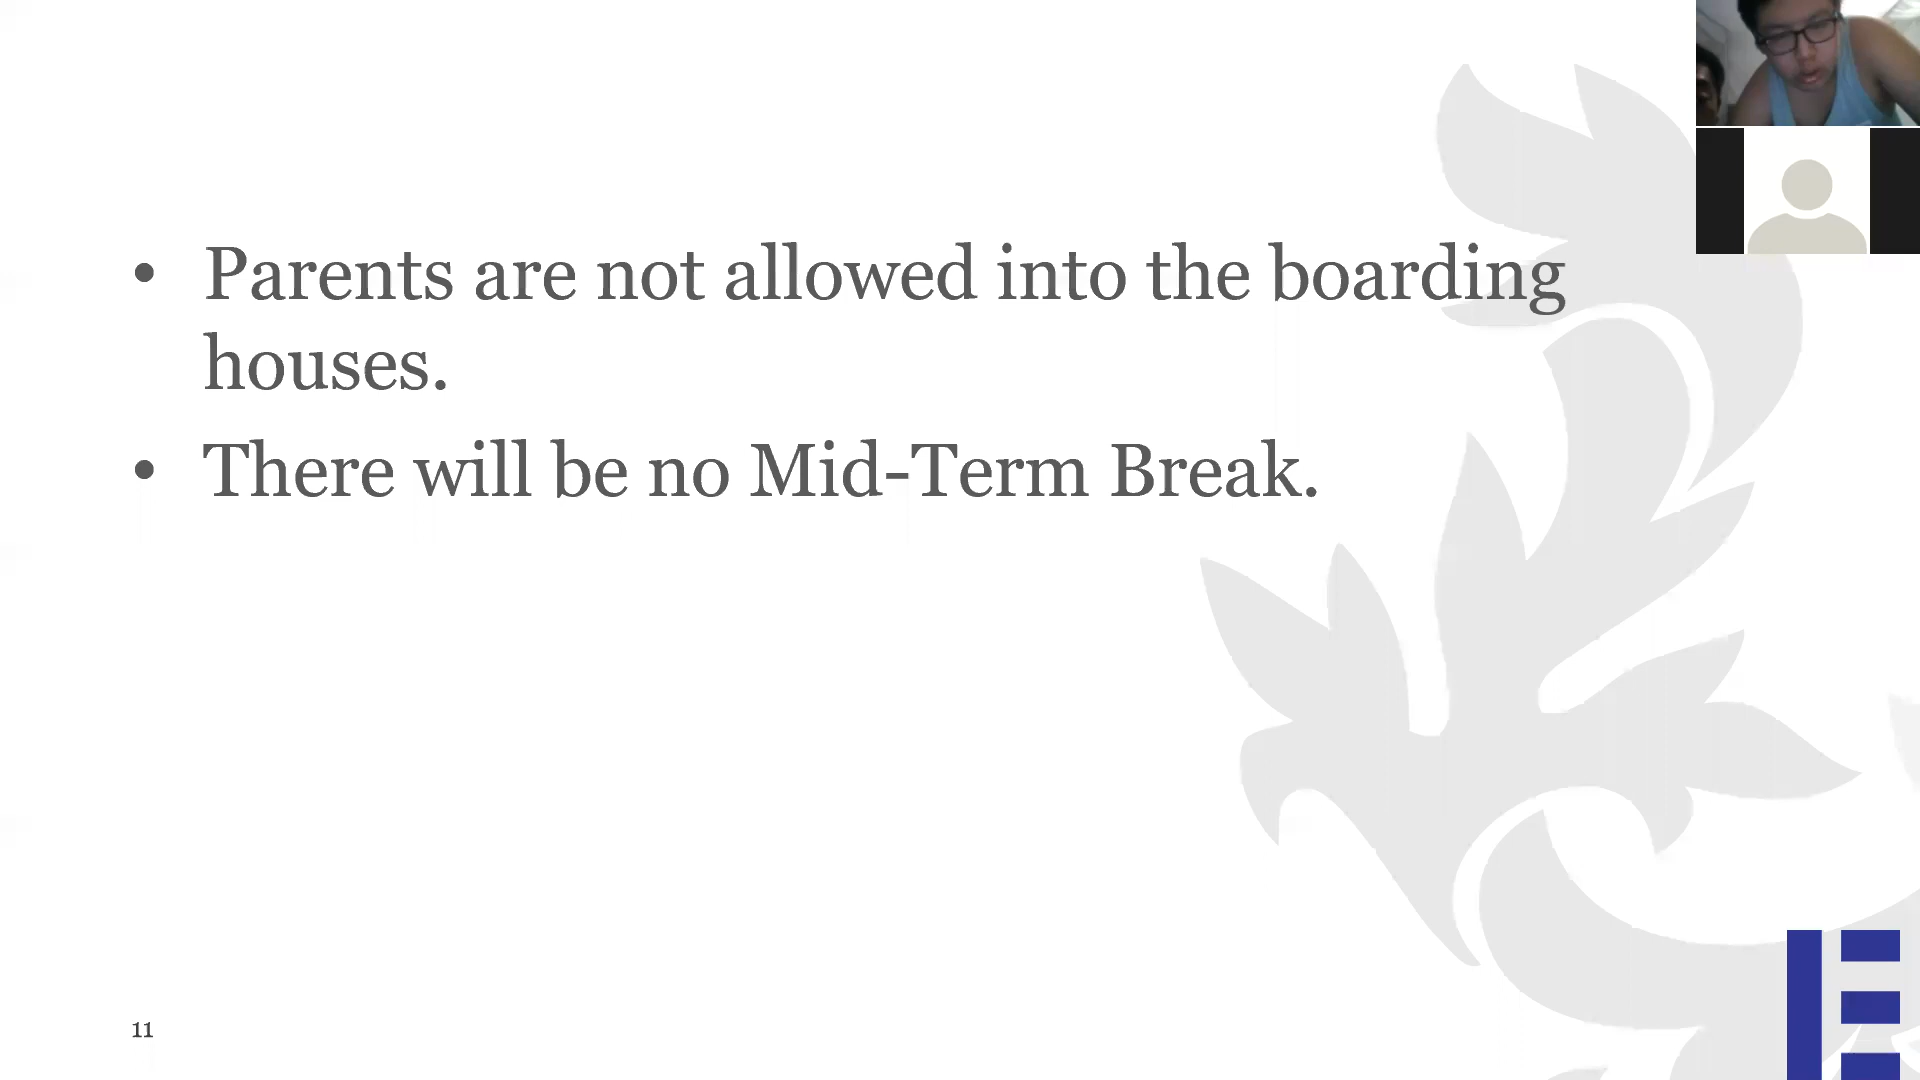 • Parents are not allowed into the boarding
houses.
• There will be no Mid-Term Break.
11